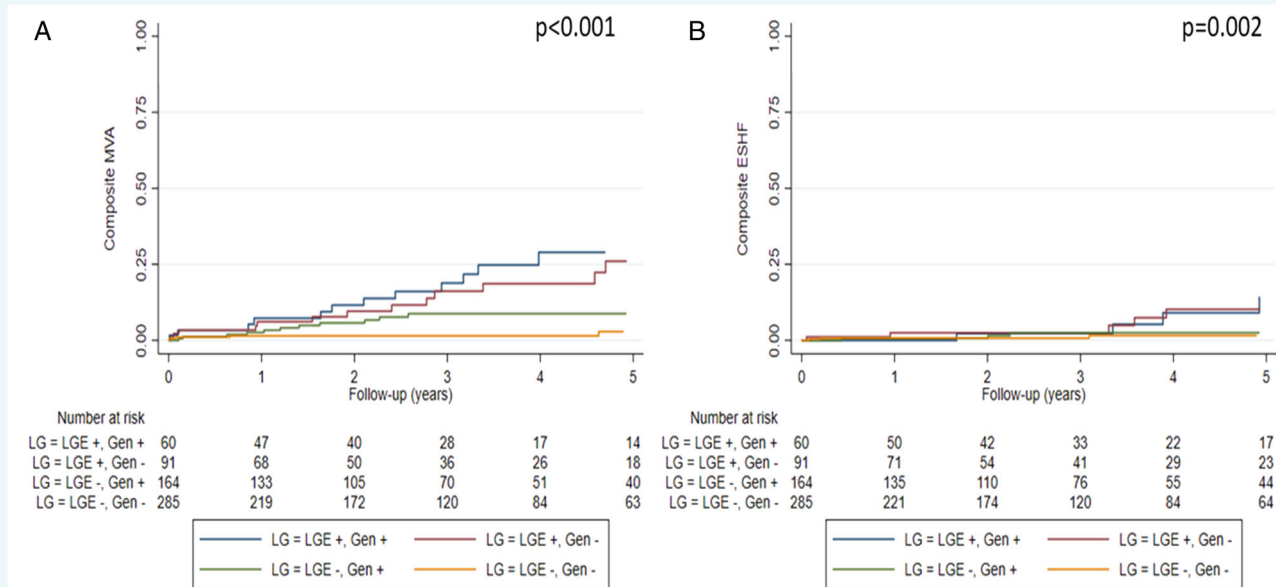 A
p<0.001
1.00
0.75
0.50
0.25
0.00
Composite MVA
0 1 2 3 4 5
Follow-up (years)
Number at risk
LG = LGE +, Gen + 60 47 40 28 17 14
LG = LGE +, Gen - 91 68 50 36 26 18
LG = LGE -, Gen + 164 133 105 70 51 40
LG = LGE -, Gen - 285 219 172 120 84 63
LG = LGE +, Gen + LG = LGE +, Gen -
LG = LGE -, Gen + LG = LGE -, Gen -
B
p=0.002
1.00
0.75
0.50
0.25
0.00
Composite ESHF
0 1 2 3 4 5
Follow-up (years)
Number at risk
LG = LGE +, Gen + 60 50 42 33 22 17
LG = LGE +, Gen - 91 71 54 41 29 23
LG = LGE -, Gen + 164 135 110 76 55 44
LG = LGE -, Gen - 285 221 174 120 84 64
LG = LGE +, Gen + LG = LGE +, Gen -
LG = LGE -, Gen + LG = LGE -, Gen -